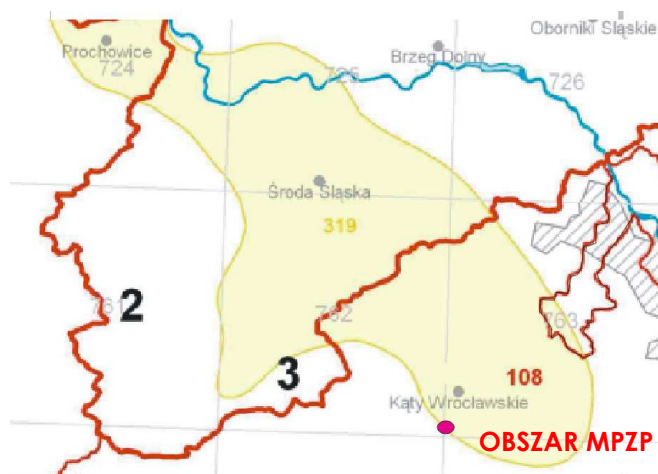 Oborniki Śląskie
Prochowice
Brzeg Dolny
724
725
726
Środa Śląska
319
761
2
762
763
3
108
Kąty Wrocławskie
OBSZAR MPZP